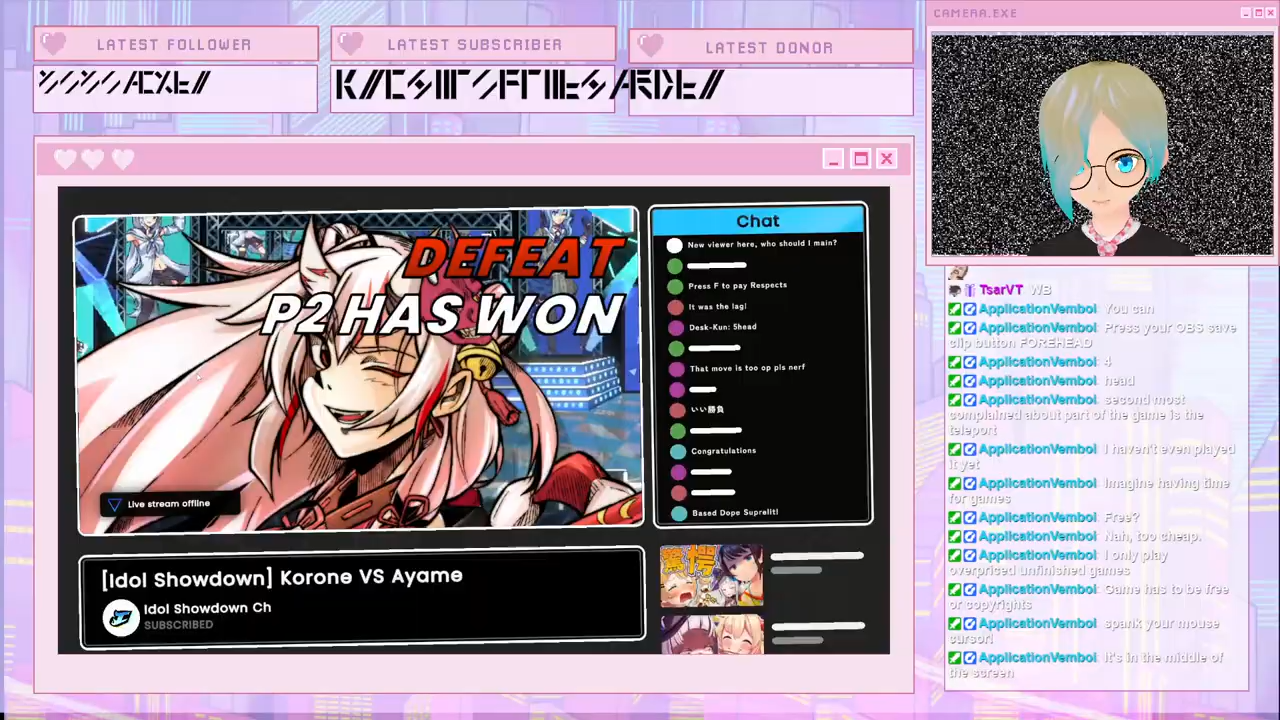 LATEST FOLLOWER
LATEST SUBSCRIBER
LATEST DONOR
CAMERA.EXE
DEFEAT
P2 HAS WON
Live stream offline
[Idol Showdown] Korone VS Ayame
Idol Showdown Ch
SUBSCRIBED
Chat
New viewer here, who should I main?
Press F to pay Respects
It was the lag!
Desk-Kun: 5head
That move is too op pls nerf
いい勝負
Congratulations
Based Dope Suprelit!
驚愕
TsarVT WB
ApplicationVembol You can
ApplicationVembol Press your OBS save
clip button FOREHEAD
ApplicationVembol 4
ApplicationVembol head
ApplicationVembol second most
complained about part of the game is the
teleport
ApplicationVembol I haven't even played
it yet
ApplicationVembol Imagine having time
for games
ApplicationVembol Free?
ApplicationVembol Nah, too cheap.
ApplicationVembol I only play
overpriced unfinished games
ApplicationVembol Game has to be free
or copyrights
ApplicationVembol spank your mouse
cursor!
ApplicationVembol It's in the middle of
the screen